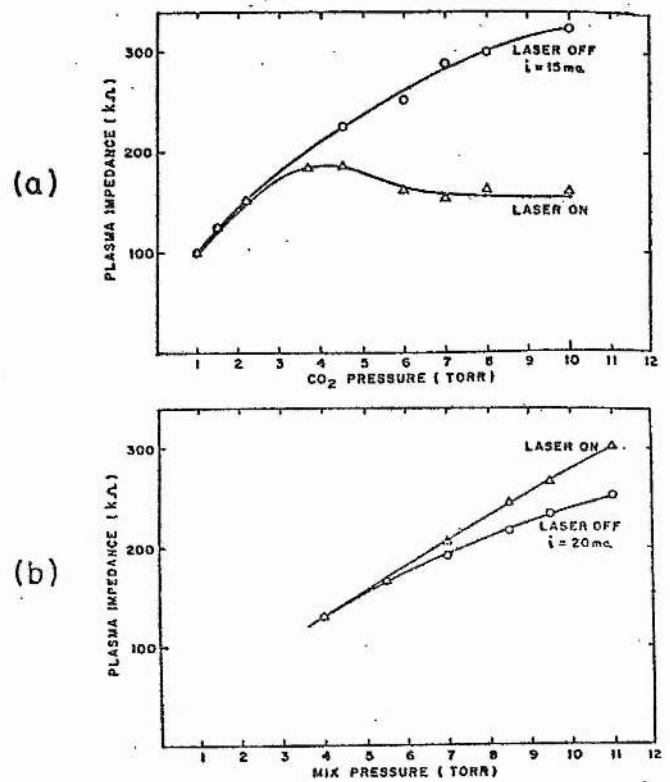 (a)
PLASMA IMPEDANCE (kΩ)
300
200
100
LASER OFF
i = 15 ma.
LASER ON
1 2 3 4 5 6 7 8 9 10 11 12
CO₂ PRESSURE (TORR)
(b)
PLASMA IMPEDANCE (kΩ)
300
200
100
LASER ON
LASER OFF
i = 20 ma.
1 2 3 4 5 6 7 8 9 10 11 12
MIX PRESSURE (TORR)